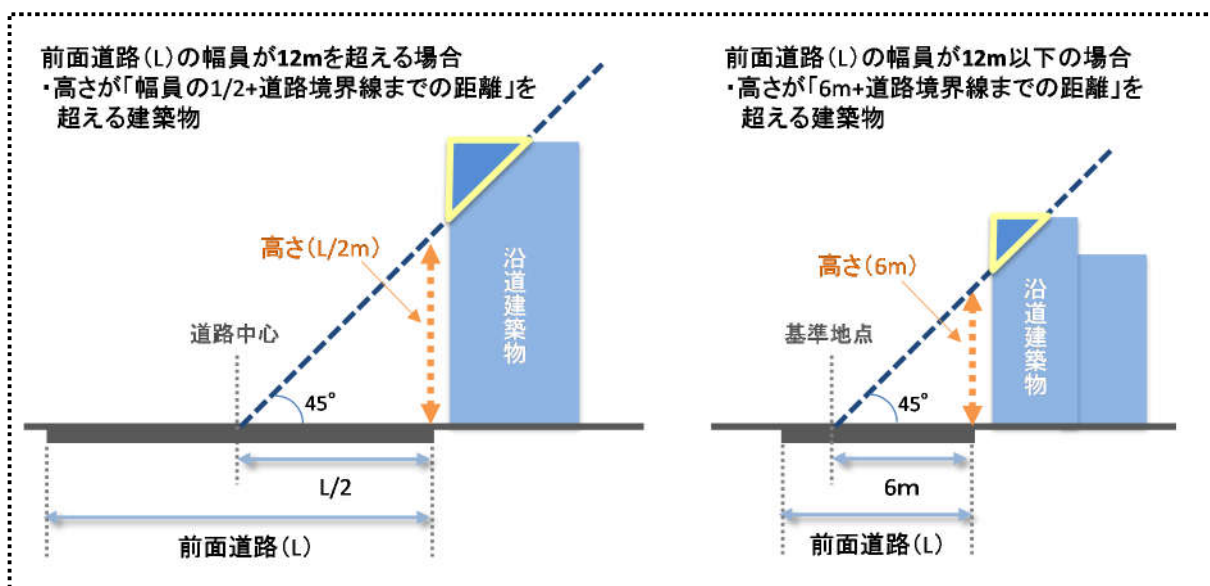 前面道路(L)の幅員が12mを超える場合
・高さが「幅員の1/2+道路境界線までの距離」を
超える建築物
高さ(L/2m)
沿道建築物
道路中心
45°
L/2
前面道路(L)
前面道路(L)の幅員が12m以下の場合
・高さが「6m+道路境界線までの距離」を
超える建築物
高さ(6m)
沿道建築物
基準地点
45°
6m
前面道路(L)